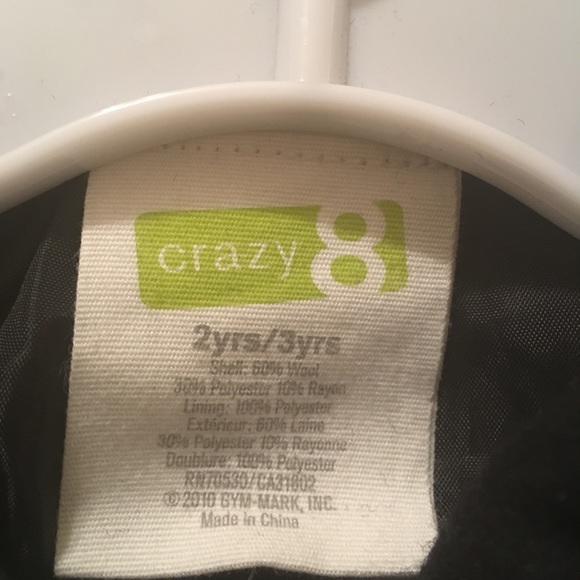 crazy 8
2yrs/3yrs
Shell: 60% Wool
30% Polyester 10% Rayon
Lining: 100% Polyester
Extérieur: 60% Laine
30% Polyester 10% Rayonne
Doublure: 100% Polyester
RN70530/CA31802
© 2010 GYM-MARK, INC.
Made in China